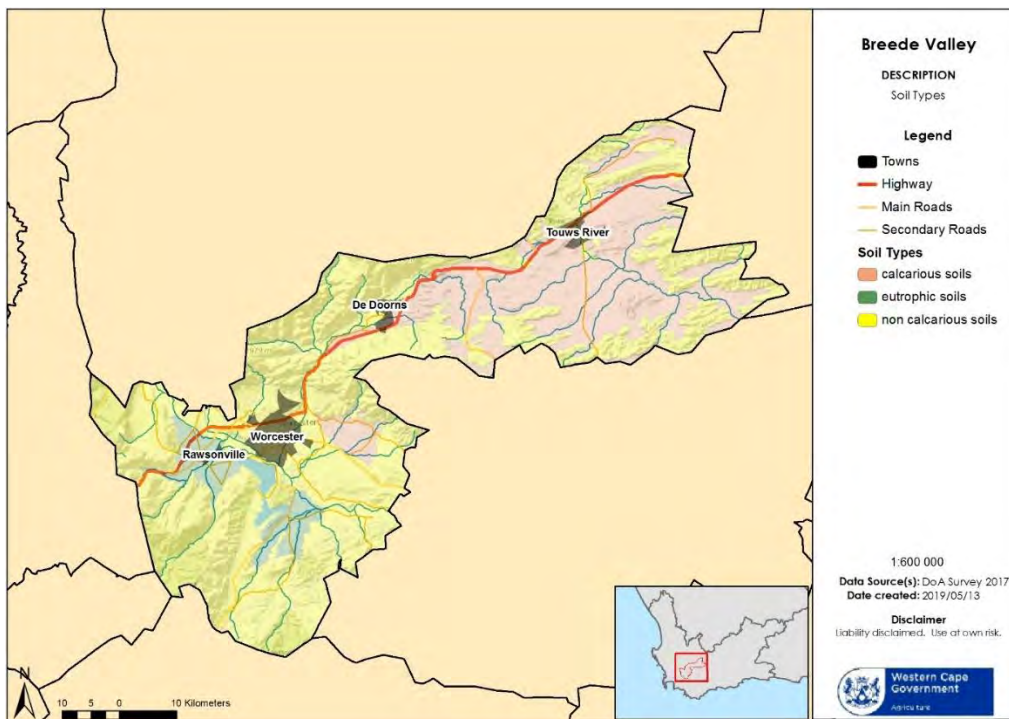 Breede Valley
DESCRIPTION
Soil Types
Legend
Towns
Highway
Main Roads
Secondary Roads
Soil Types
calcarious soils
eutrophic soils
non calcarious soils
Touws River
De Doorns
Worcester
Rawsonville
1:600 000
Data Source(s): DoA Survey 2017
Date created: 2019/05/13
Disclaimer
Liability disclaimed. Use at own risk.
Western Cape
Government
Agriculture
N
10 5 0 10 Kilometers